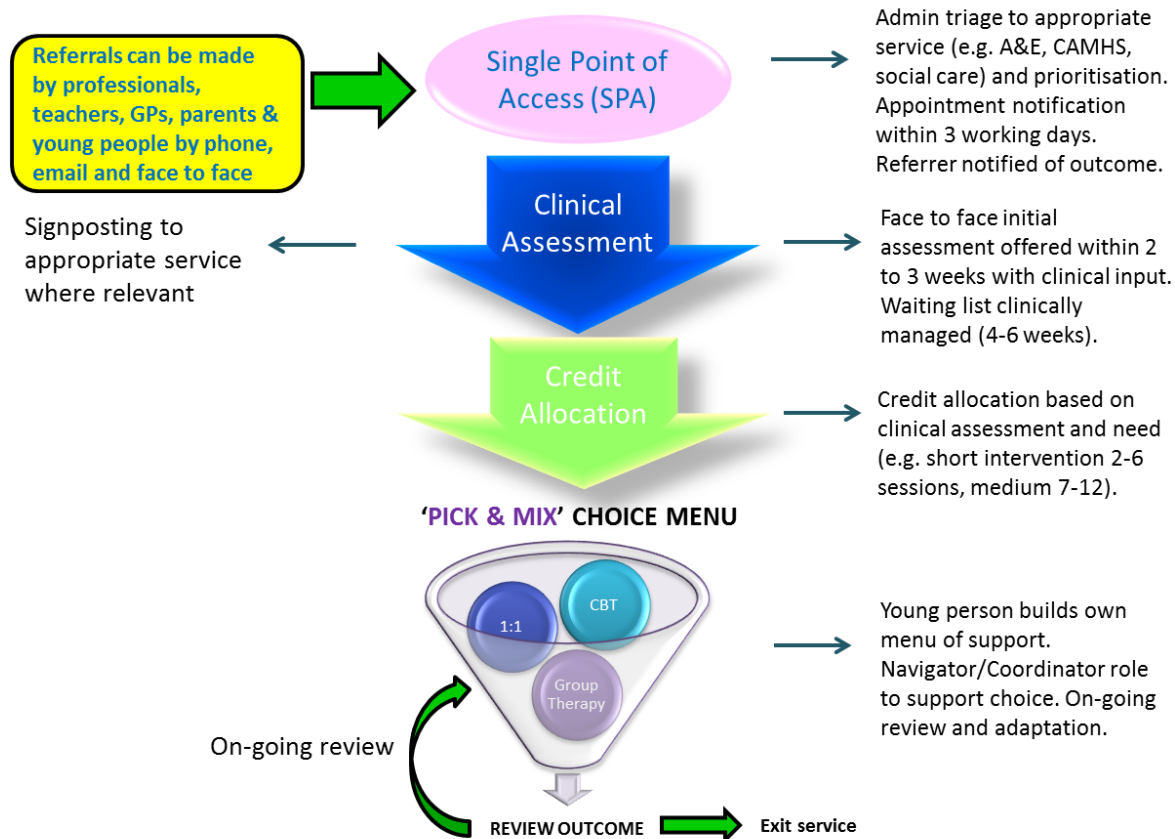 Referrals can be made
by professionals,
teachers, GPs, parents &
young people by phone,
email and face to face
Single Point of
Access (SPA)
Admin triage to appropriate
service (e.g. A&E, CAMHS,
social care) and prioritisation.
Appointment notification
within 3 working days.
Referrer notified of outcome.
Signposting to
appropriate service
where relevant
Clinical
Assessment
Face to face initial
assessment offered within 2
to 3 weeks with clinical input.
Waiting list clinically
managed (4-6 weeks).
Credit
Allocation
Credit allocation based on
clinical assessment and need
(e.g. short intervention 2-6
sessions, medium 7-12).
‘PICK & MIX’ CHOICE MENU
1:1
CBT
Group
Therapy
Young person builds own
menu of support.
Navigator/Coordinator role
to support choice. On-going
review and adaptation.
On-going review
REVIEW OUTCOME
Exit service